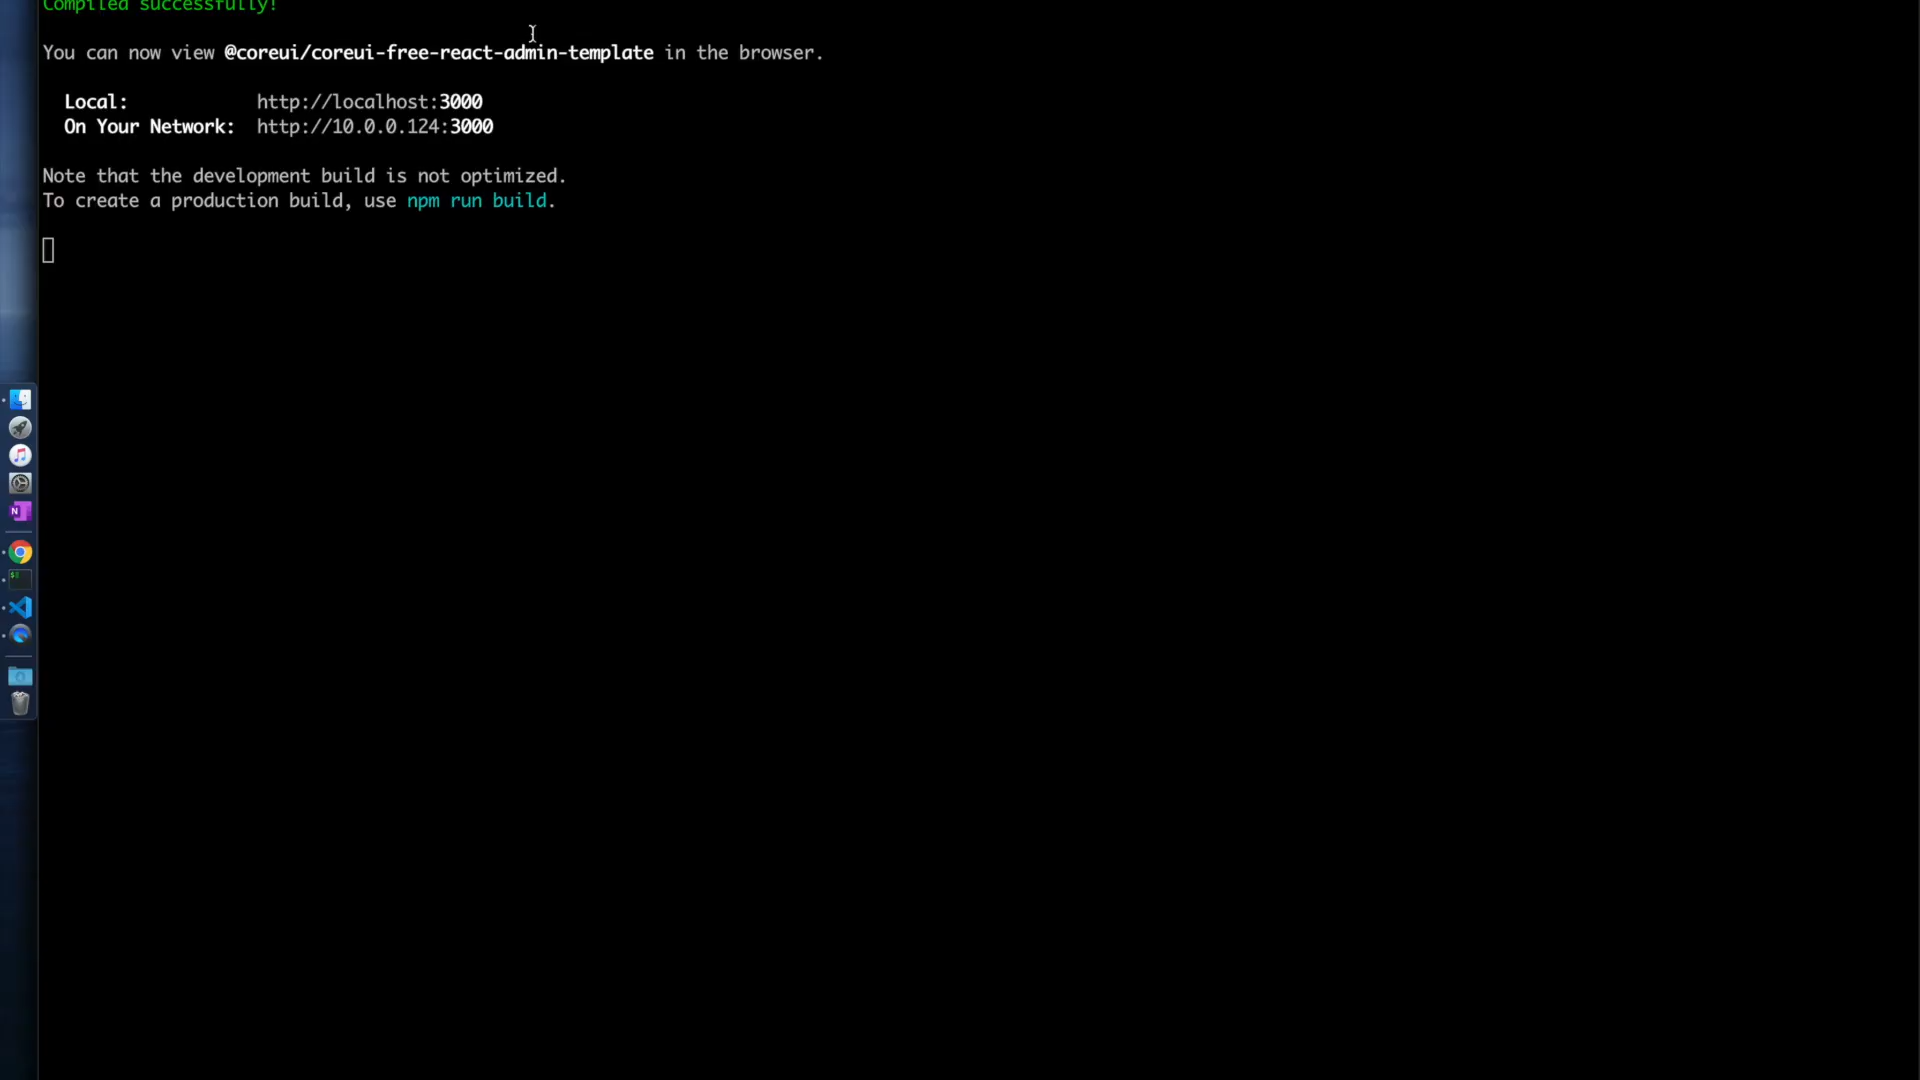 Compiled successfully!
You can now view @coreui/coreui-free-react-admin-template in the browser.
Local: http://localhost:3000
On Your Network: http://10.0.0.124:3000
Note that the development build is not optimized.
To create a production build, use npm run build.
N
$